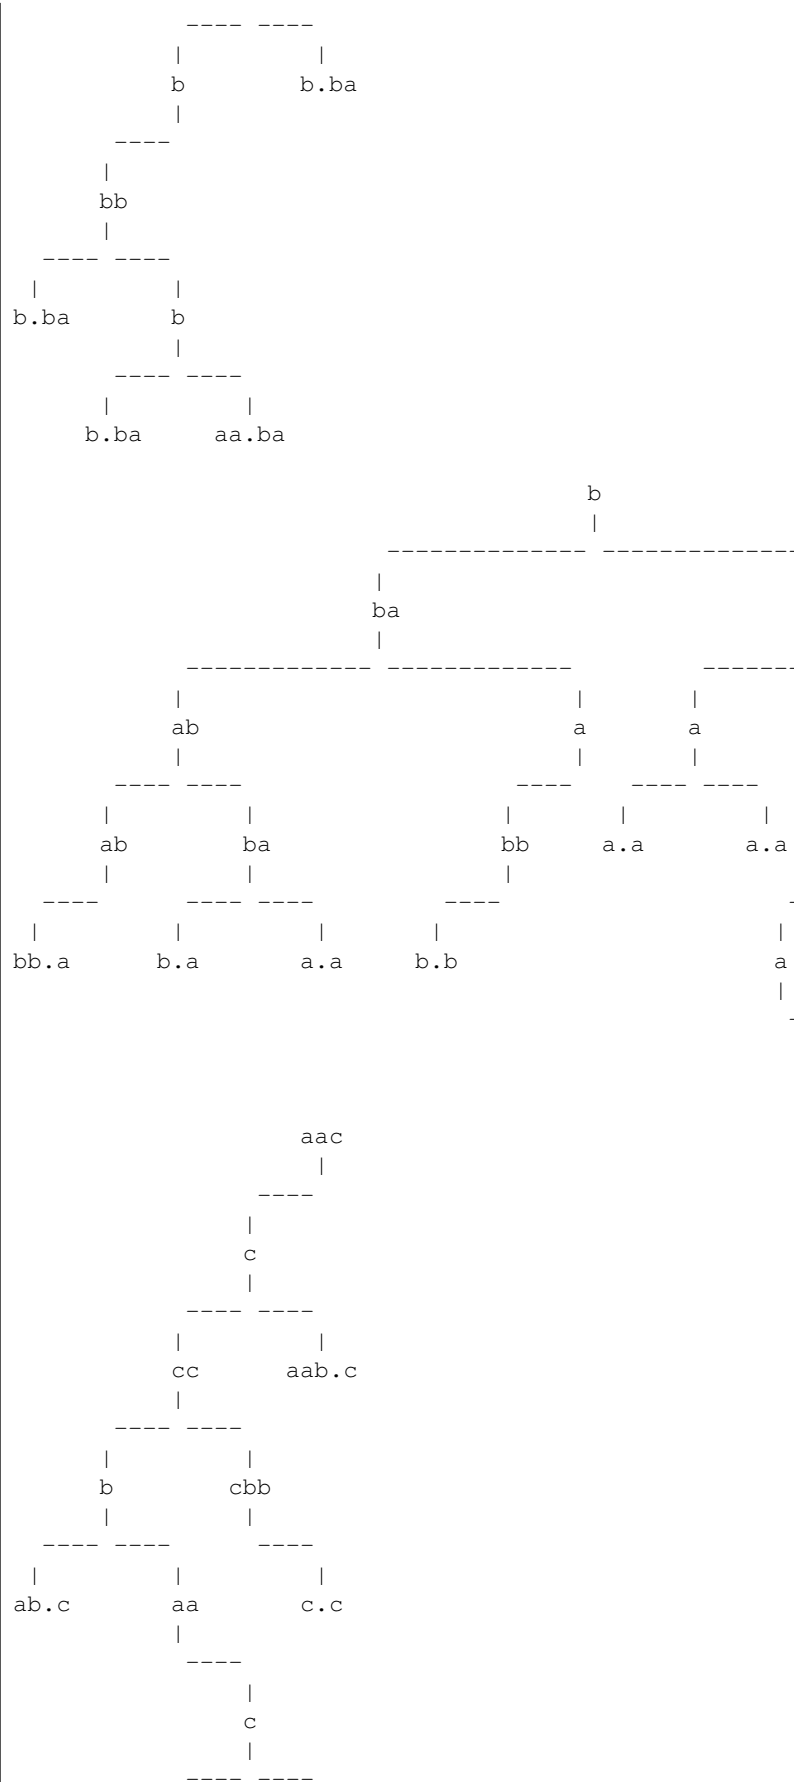 ---- ----
           |         |
           b        b.ba
           |
       ----
      |
      bb
      |
  ---- ----
 |         |
b.ba       b
           |
       ---- ----
      |         |
     b.ba     aa.ba
                                        b
                                        |
                          -------------- --------------
                         |
                         ba
                         |
            ------------- -------------         -------
           |                           |       |
           ab                          a       a
           |                           |       |
       ---- ----                   ----    ---- ----
      |         |                 |       |         |
      ab        ba                bb     a.a       a.a
      |         |                 |
  ----      ---- ----         ----                     -
 |         |         |       |                       |
bb.a      b.a       a.a     b.b                      a
                                                     |
                                                      -
                    aac
                     |
                 ----
                |
                c
                |
            ---- ----
           |         |
           cc      aab.c
           |
       ---- ----
      |         |
      b        cbb
      |         |
  ---- ----      ----
 |         |         |
ab.c       aa       c.c
           |
            ----
                |
                c
                |
            ---- ----